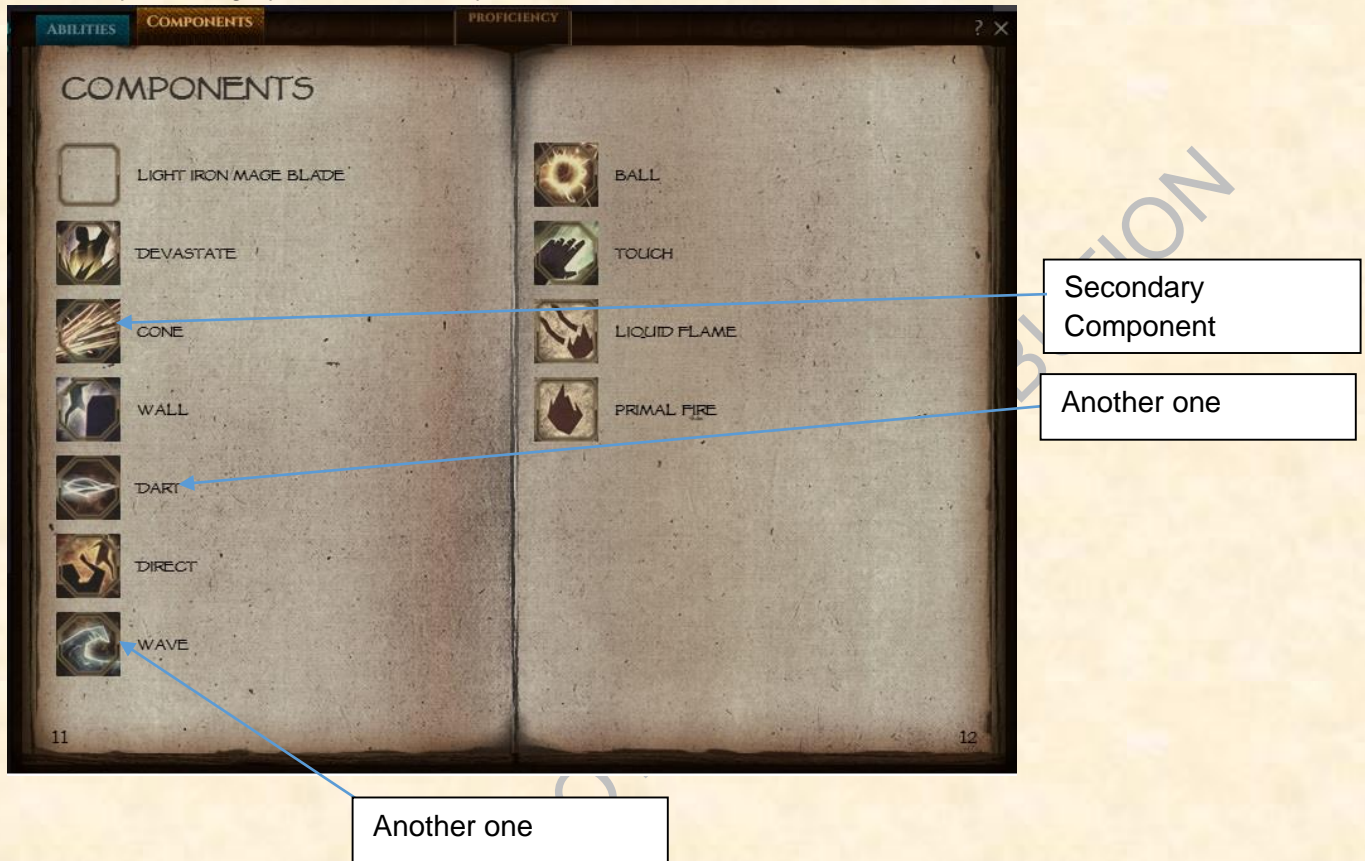 ABILITIES
COMPONENTS
PROFICIENCY
? ×
COMPONENTS
LIGHT IRON MAGE BLADE
DEVASTATE
CONE
WALL
DART
DIRECT
WAVE
11
BALL
TOUCH
LIQUID FLAME
PRIMAL FIRE
12
Secondary
Component
Another one
Another one